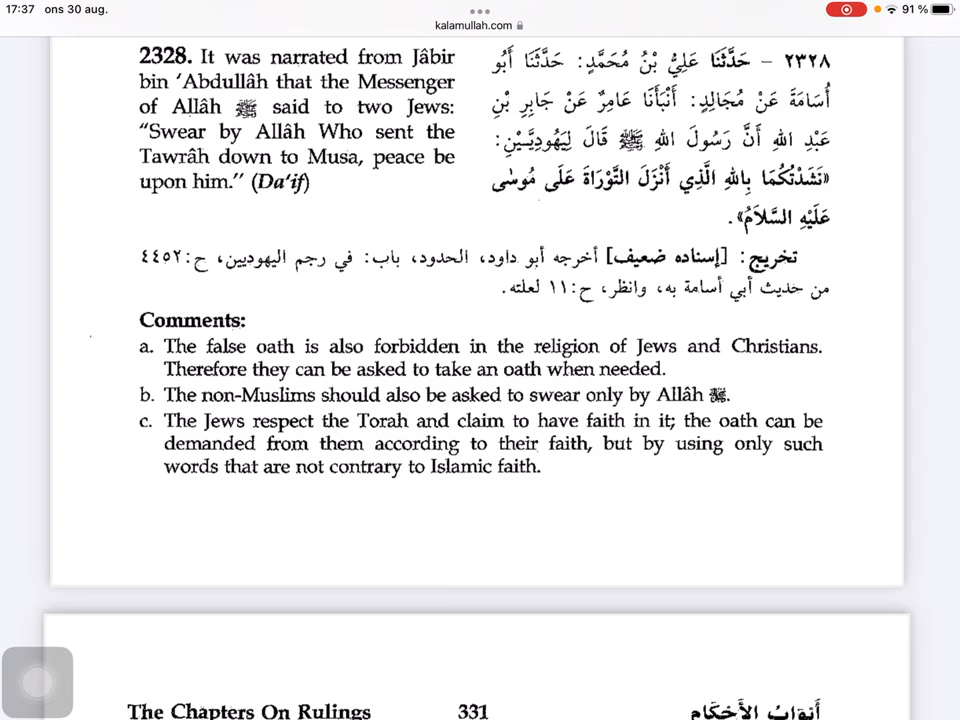 17:37 ons 30 aug.
91 %
kalamullah.com
2328. It was narrated from Jâbir
bin ‘Abdullâh that the Messenger
of Allâh ﷺ said to two Jews:
“Swear by Allâh Who sent the
Tawrâh down to Musa, peace be
upon him.” (Da‘if)
٢٣٢٨ – حَدَّثَنَا عَلِيُّ بْنُ مُحَمَّدٍ: حَدَّثَنَا أَبُو
أُسَامَةَ عَنْ مُجَالِدٍ: أَنْبَأَنَا عَامِرٌ عَنْ جَابِرِ بْنِ
عَبْدِ اللهِ أَنَّ رَسُولَ اللهِ ﷺ قَالَ لِيَهُودِيَّيْنِ:
«نَشَدْتُكُمَا بِاللهِ الَّذِي أَنْزَلَ التَّوْرَاةَ عَلَى مُوسَى
عَلَيْهِ السَّلَامُ».
تخريج: [إسناده ضعيف] أخرجه أبو داود، الحدود، باب: في رجم اليهوديين، ح:٤٤٥٢
من حديث أبي أسامة به، وانظر، ح:١١ لعلته.
Comments:
a. The false oath is also forbidden in the religion of Jews and Christians.
Therefore they can be asked to take an oath when needed.
b. The non-Muslims should also be asked to swear only by Allâh
c. The Jews respect the Torah and claim to have faith in it; the oath can be
demanded from them according to their faith, but by using only such
words that are not contrary to Islamic faith.
The Chapters On Rulings 331 أَبْوَابُ الأَحْكَامِ